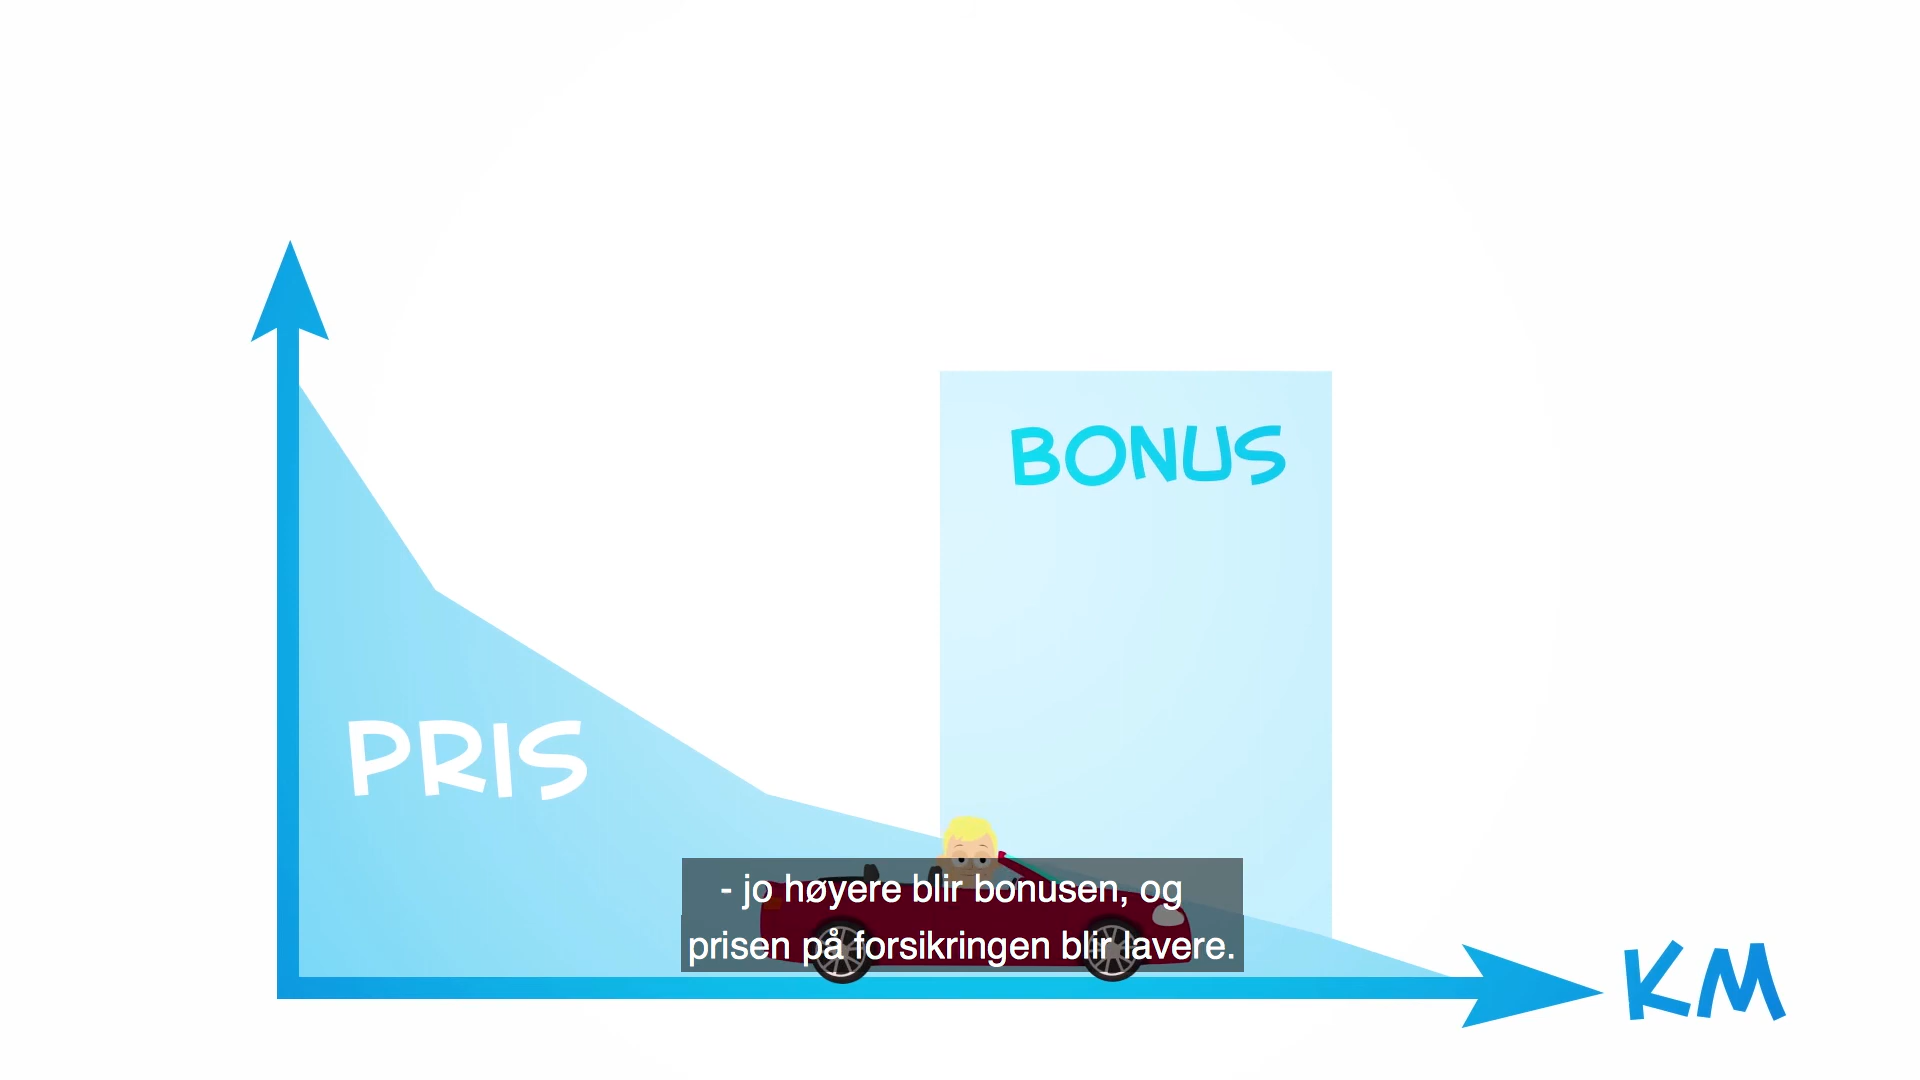 BONUS
PRIS
- jo høyere blir bonusen, og
prisen på forsikringen blir lavere.
KM